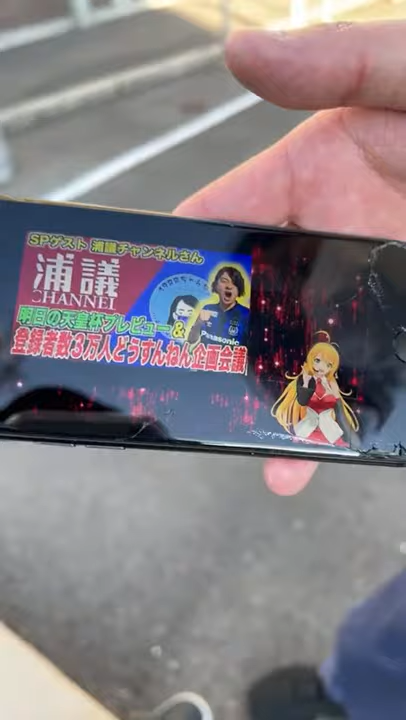 SPゲスト 浦議チャンネルさん
浦議
CHANNEL
Panasonic
明日の天皇杯プレビュー&
登録者数3万人どうすんねん企画会議